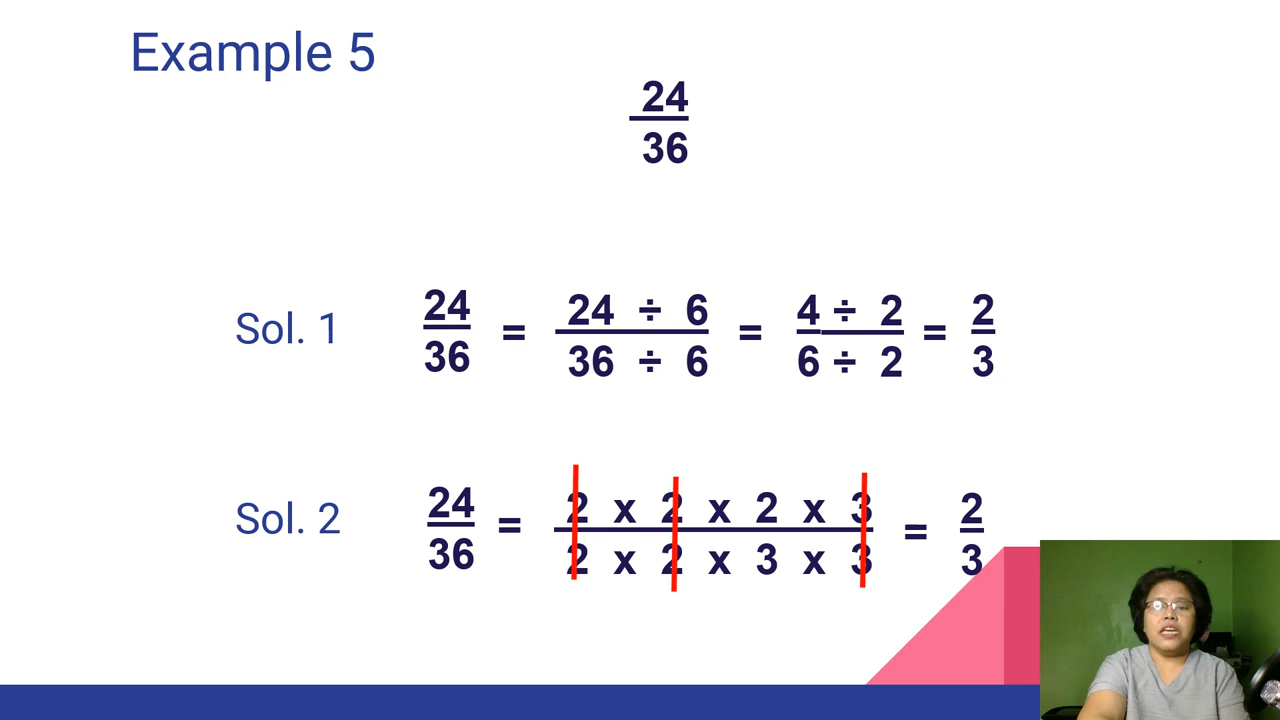 Example 5
24
36
Sol. 1 24/36 = 24 ÷ 6/36 ÷ 6 = 4 ÷ 2/6 ÷ 2 = 2/3
Sol. 2 24/36 = 2 x 2 x 2 x 3/2 x 2 x 3 x 3 = 2/3